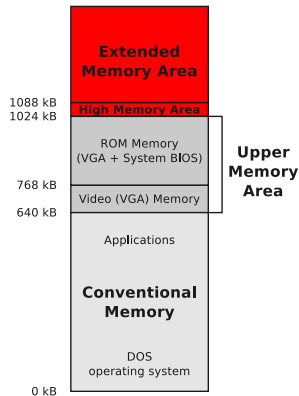 Extended
Memory Area
1088 kB
High Memory Area
1024 kB
ROM Memory
(VGA + System BIOS)
Upper
Memory
Area
768 kB
Video (VGA) Memory
640 kB
Applications
Conventional
Memory
DOS
operating system
0 kB